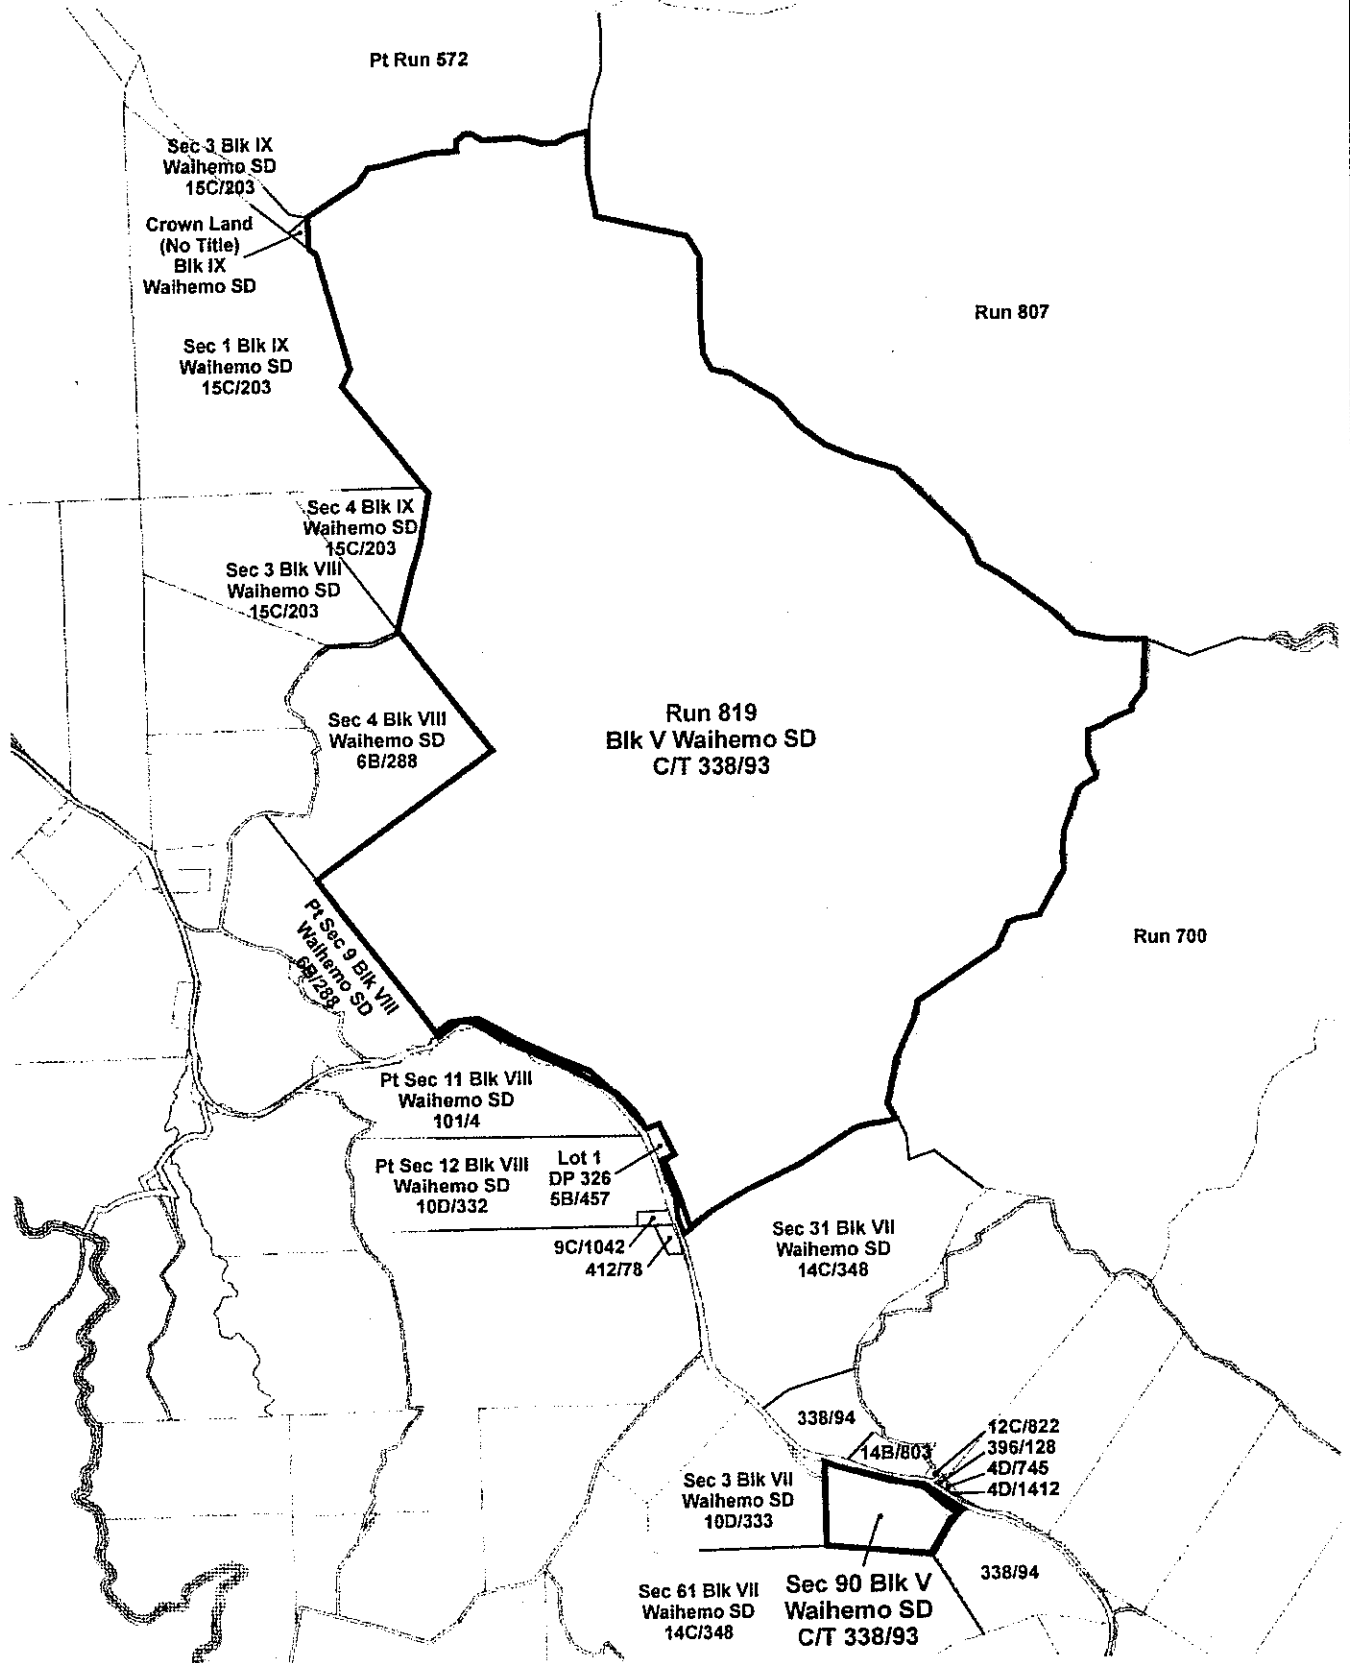 Pt Run 572
Sec 3 Blk IX
Waihemo SD
15C/203
Crown Land
(No Title)
Blk IX
Waihemo SD
Run 807
Sec 1 Blk IX
Waihemo SD
15C/203
Sec 4 Blk IX
Waihemo SD
15C/203
Sec 3 Blk VIII
Waihemo SD
15C/203
Sec 4 Blk VIII
Waihemo SD
6B/288
Run 819
Blk V Waihemo SD
C/T 338/93
Pt Sec 9 Blk VIII
Waihemo SD
6B/288
Run 700
Pt Sec 11 Blk VIII
Waihemo SD
101/4
Pt Sec 12 Blk VIII
Waihemo SD
10D/332
Lot 1
DP 326
5B/457
9C/1042
412/78
Sec 31 Blk VII
Waihemo SD
14C/348
338/94
14B/803
12C/822
396/128
4D/745
4D/1412
Sec 3 Blk VII
Waihemo SD
10D/333
338/94
Sec 61 Blk VII
Waihemo SD
14C/348
Sec 90 Blk V
Waihemo SD
C/T 338/93